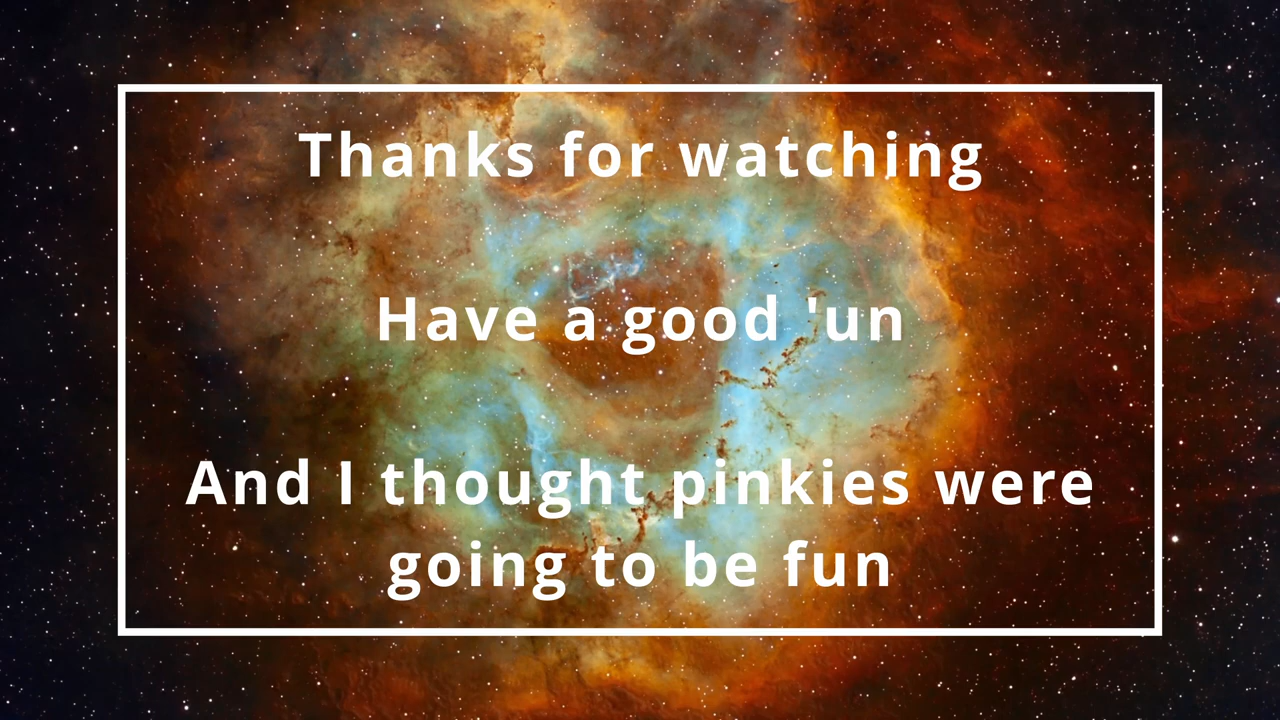 Thanks for watching
Have a good 'un
And I thought pinkies were
going to be fun